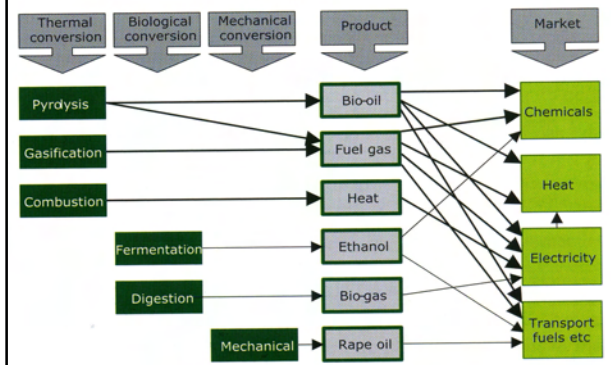 Thermal
conversion
Biological
conversion
Mechanical
conversion
Product
Market
Pyrolysis
Bio-oil
Chemicals
Gasification
Fuel gas
Combustion
Heat
Heat
Fermentation
Ethanol
Electricity
Digestion
Bio-gas
Transport
fuels etc
Mechanical
Rape oil